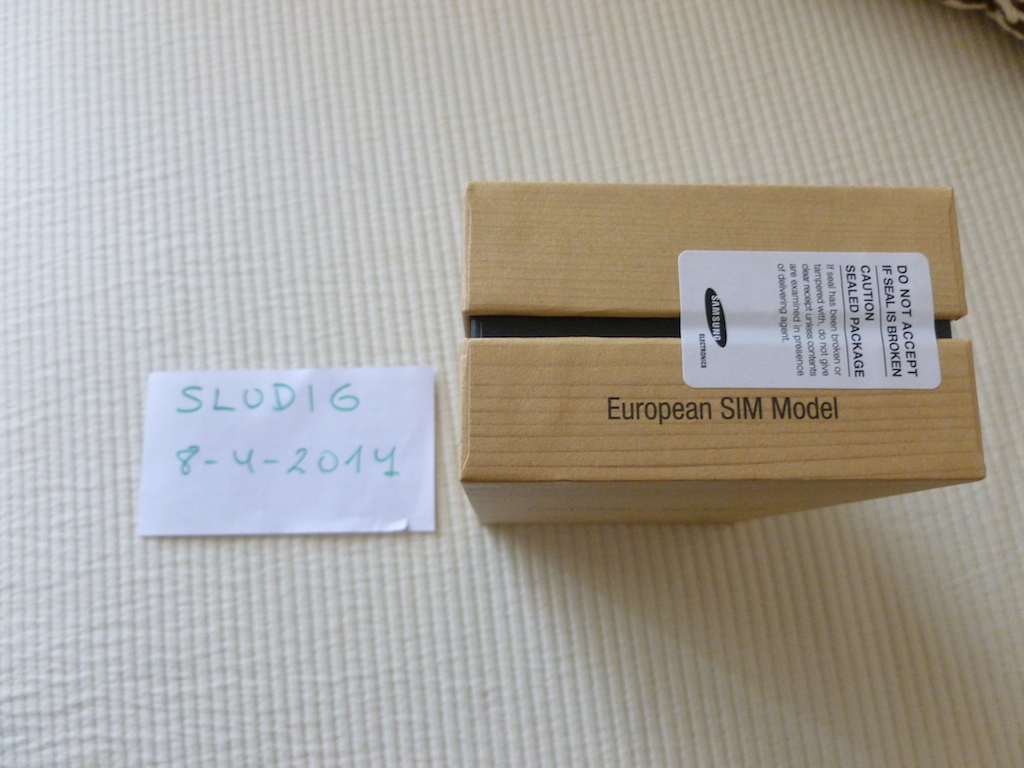 SLUDIG
8-4-2014
DO NOT ACCEPT
IF SEAL IS BROKEN
CAUTION
SEALED PACKAGE
If seal has been broken or
tampered with, do not give
clear receipt unless contents
are examined in presence
of delivering agent.
SAMSUNG
ELECTRONICS
European SIM Model